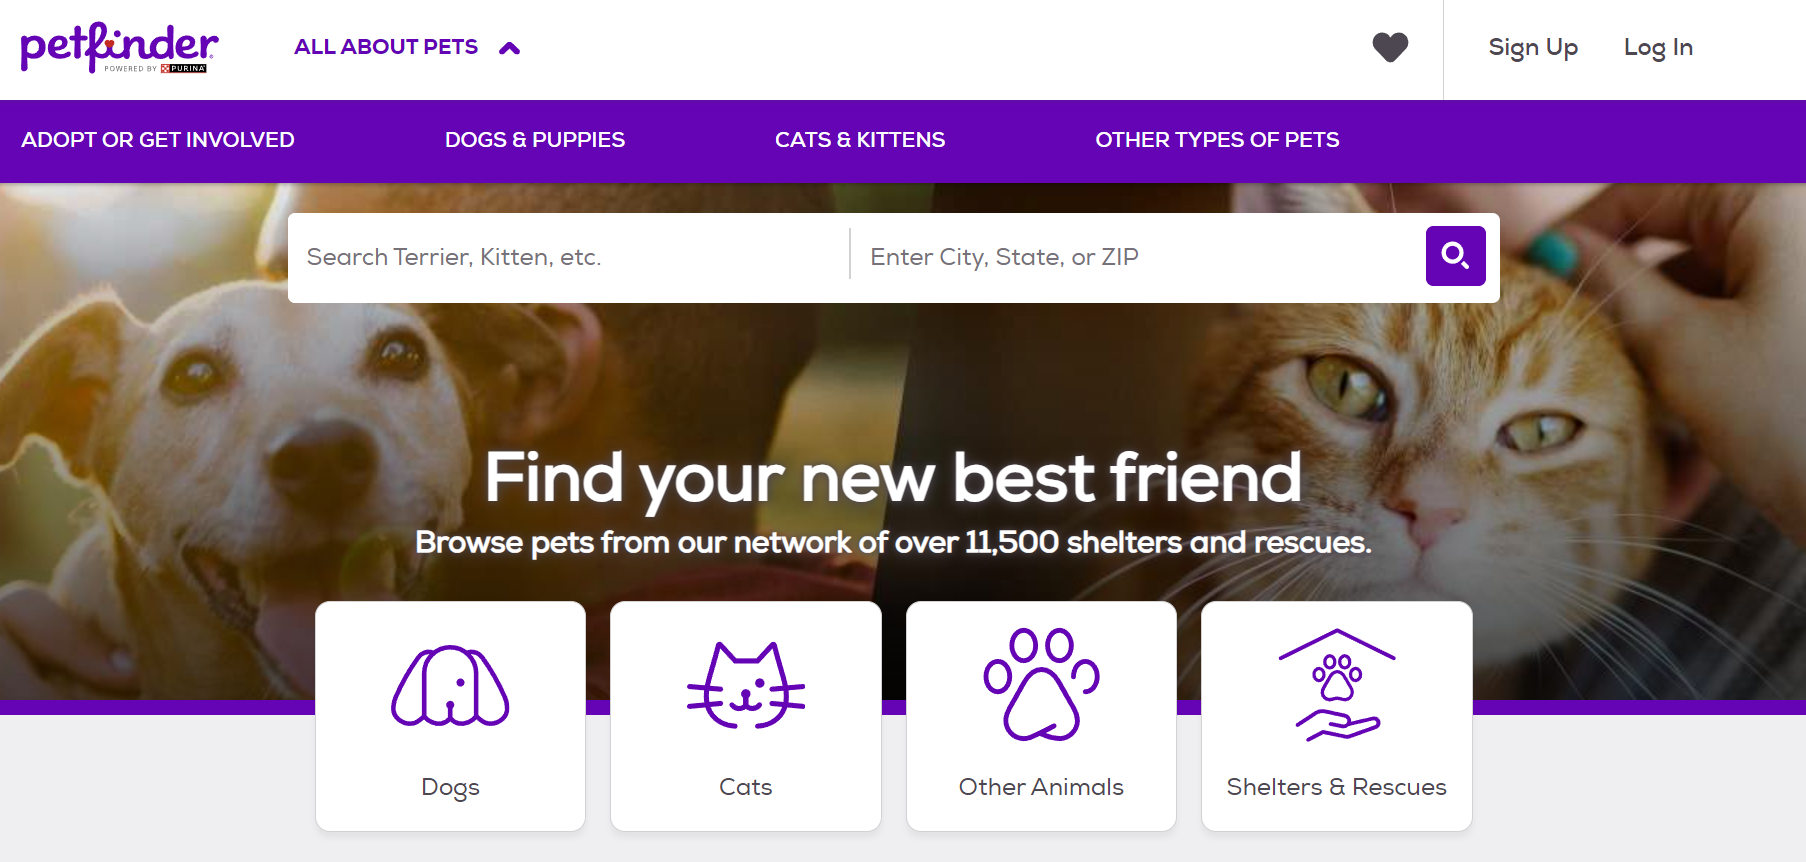 petfinder
POWERED BY PURINA
ALL ABOUT PETS
Sign Up
Log In
ADOPT OR GET INVOLVED
DOGS & PUPPIES
CATS & KITTENS
OTHER TYPES OF PETS
Search Terrier, Kitten, etc.
Enter City, State, or ZIP
Find your new best friend
Browse pets from our network of over 11,500 shelters and rescues.
Dogs
Cats
Other Animals
Shelters & Rescues